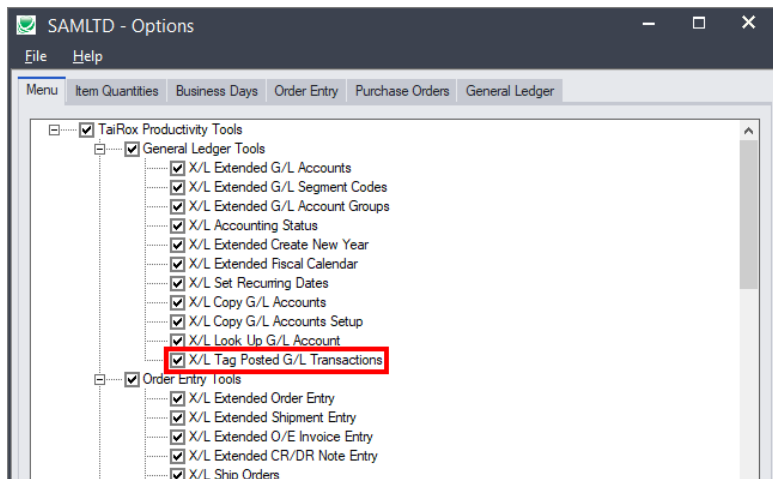 SAMLTD - Options
File Help
Menu Item Quantities Business Days Order Entry Purchase Orders General Ledger
TaiRox Productivity Tools
General Ledger Tools
X/L Extended G/L Accounts
X/L Extended G/L Segment Codes
X/L Extended G/L Account Groups
X/L Accounting Status
X/L Extended Create New Year
X/L Extended Fiscal Calendar
X/L Set Recurring Dates
X/L Copy G/L Accounts
X/L Copy G/L Accounts Setup
X/L Look Up G/L Account
X/L Tag Posted G/L Transactions
Order Entry Tools
X/L Extended Order Entry
X/L Extended Shipment Entry
X/L Extended O/E Invoice Entry
X/L Extended CR/DR Note Entry
X/L Ship Orders